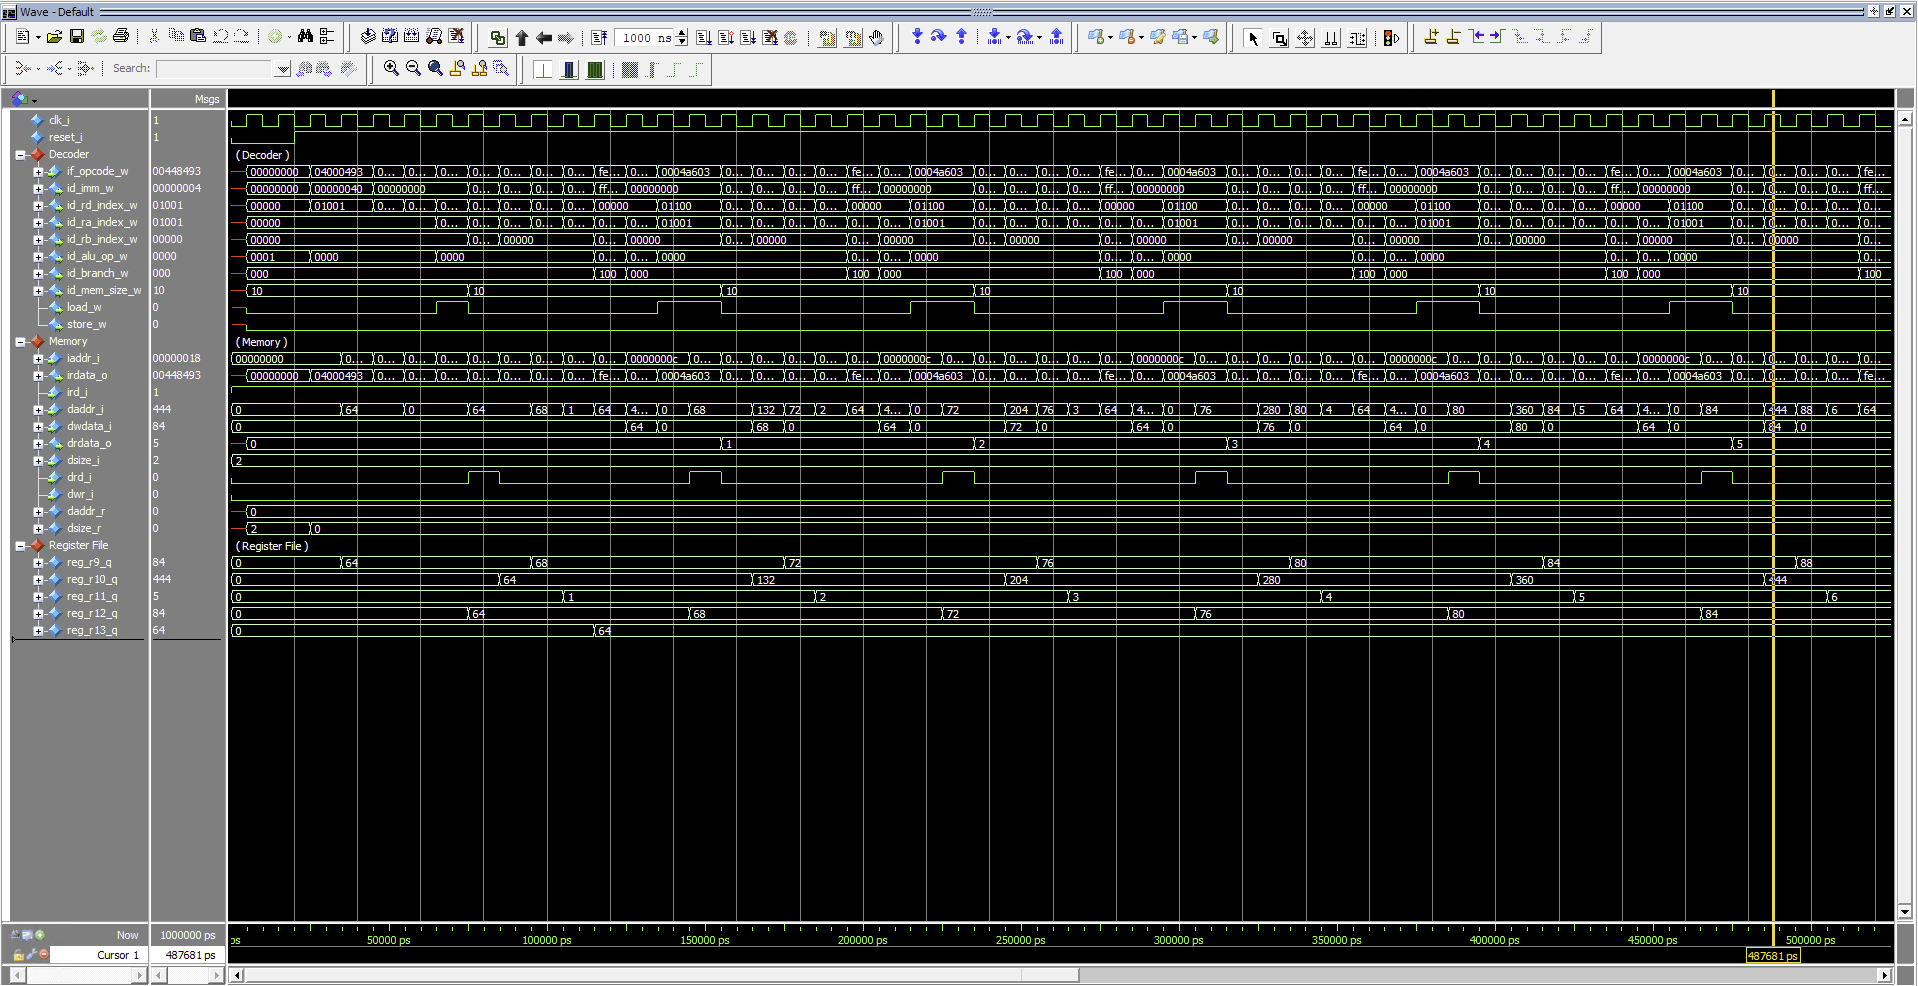 Wave - Default
1000 ns
Search:
Msgs
clk_i 1
reset_i 1
Decoder (Decoder)
if_opcode_w 00448493 00000000 04000493 0... 0... 0... 0... 0... 0... 0... fe... 0... 0004a603 0... 0... 0... 0... fe... 0... 0004a603 0... 0... 0... 0... fe... 0... 0004a603 0... 0... 0... 0... fe... 0... 0004a603 0... 0... 0... 0... fe... 0... 0004a603 0... 0... 0... fe...
id_imm_w 00000004 00000000 00000040 00000000 0... 0... 0... 0... ff... 00000000 0... 0... 0... 0... ff... 00000000 0... 0... 0... 0... ff... 00000000 0... 0... 0... 0... ff... 00000000 0... 0... 0... 0... ff... 00000000 0... 0... 0... ff...
id_rd_index_w 01001 00000 01001 0... 0... 0... 0... 0... 0... 0... 00000 01100 0... 0... 0... 0... 00000 01100 0... 0... 0... 0... 00000 01100 0... 0... 0... 0... 00000 01100 0... 0... 0... 0... 00000 01100 0... 0... 0... 0...
id_ra_index_w 01001 00000 0... 0... 0... 0... 0... 0... 0... 01001 0... 0... 0... 0... 0... 0... 01001 0... 0... 0... 0... 0... 0... 01001 0... 0... 0... 0... 0... 0... 01001 0... 0... 0... 0... 0... 0... 01001 0... 0... 0... 0...
id_rb_index_w 00000 00000 0... 00000 0... 00000 0... 00000 0... 00000 0... 00000 0... 00000 0... 00000 0... 00000 0... 00000 0... 00000 0... 00000 0... 00000 0...
id_alu_op_w 0000 0001 0000 0000 0... 0... 0000 0... 0... 0000 0... 0... 0000 0... 0... 0000 0... 0... 0000 0...
id_branch_w 000 000 100 000 100 000 100 000 100 000 100 000 100
id_mem_size_w 10 10 10 10 10 10 10 10
load_w 0
store_w 0
Memory (Memory)
iaddr_i 00000018 00000000 0... 0... 0... 0... 0... 0... 0... 0... 0... 0000000c 0... 0... 0... 0... 0... 0... 0000000c 0... 0... 0... 0... 0... 0... 0000000c 0... 0... 0... 0... 0... 0... 0000000c 0... 0... 0... 0... 0... 0... 0000000c 0... 0... 0... 0... 0...
irdata_o 00448493 00000000 04000493 0... 0... 0... 0... 0... 0... 0... fe... 0... 0004a603 0... 0... 0... 0... fe... 0... 0004a603 0... 0... 0... 0... fe... 0... 0004a603 0... 0... 0... 0... fe... 0... 0004a603 0... 0... 0... 0... fe... 0... 0004a603 0... 0... 0... fe...
ird_i 1
daddr_i 444 0 64 0 64 68 1 64 4... 0 68 132 72 2 64 4... 0 72 204 76 3 64 4... 0 76 280 80 4 64 4... 0 80 360 84 5 64 4... 0 84 444 88 6 64
dwdata_i 84 0 64 0 68 0 64 0 72 0 64 0 76 0 64 0 80 0 64 0 84 0
drdata_o 5 0 1 2 3 4 5
dsize_i 2 2
drd_i 0
dwr_i 0
daddr_r 0 0
dsize_r 0 2 0
Register File (Register File)
reg_r9_q 84 0 64 68 72 76 80 84 88
reg_r10_q 444 0 64 132 204 280 360 444
reg_r11_q 5 0 1 2 3 4 5 6
reg_r12_q 84 0 64 68 72 76 80 84
reg_r13_q 64 0 64
Now 1000000 ps ps 50000 ps 100000 ps 150000 ps 200000 ps 250000 ps 300000 ps 350000 ps 400000 ps 450000 ps 500000 ps
Cursor 1 487681 ps 487681 ps